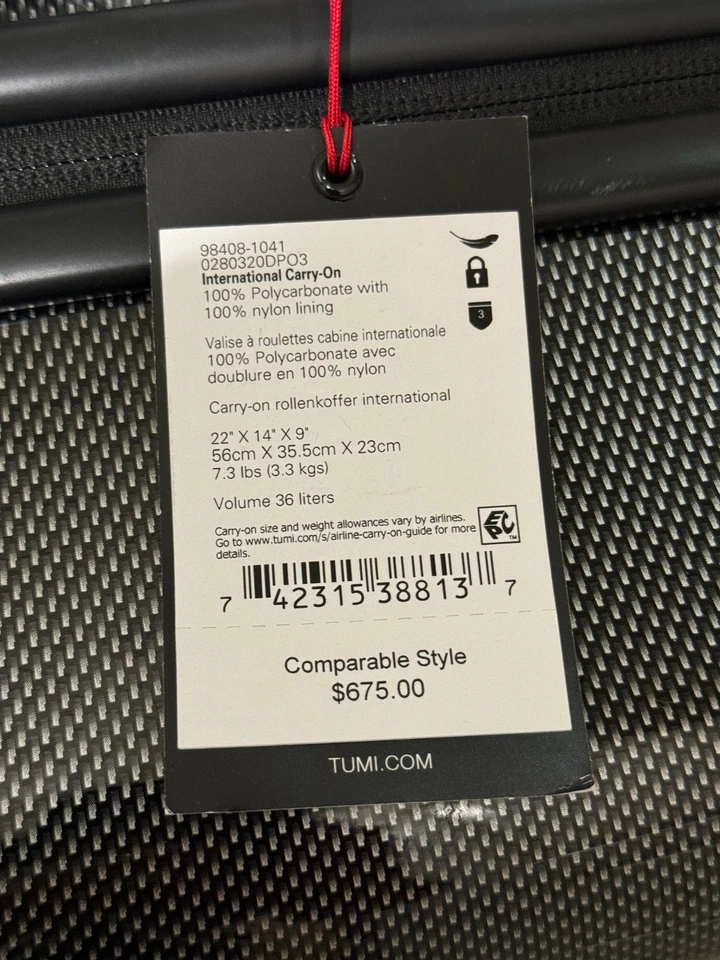 98408-1041
0280320DPO3
International Carry-On
100% Polycarbonate with
100% nylon lining
3
Valise à roulettes cabine internationale
100% Polycarbonate avec
doublure en 100% nylon
Carry-on rollenkoffer international
22" X 14" X 9"
56cm X 35.5cm X 23cm
7.3 lbs (3.3 kgs)
Volume 36 liters
Carry-on size and weight allowances vary by airlines.
Go to www.tumi.com/s/airline-carry-on-guide for more
details.
EPC TM
7 42315 38813 7
Comparable Style
$675.00
TUMI.COM